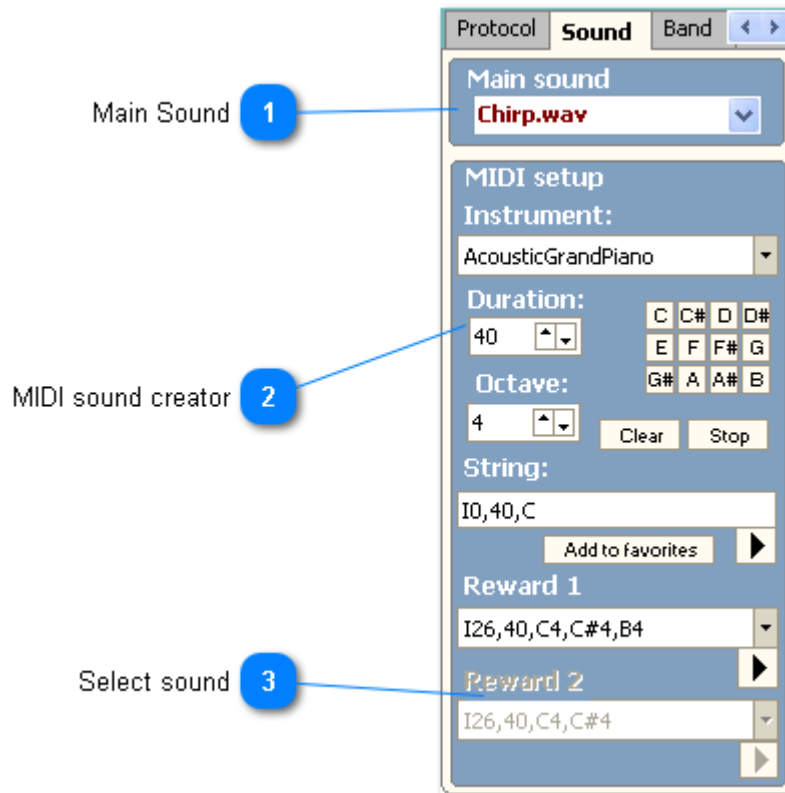 Protocol Sound Band
Main sound
Main Sound 1
Chirp.wav
MIDI setup
Instrument:
AcousticGrandPiano
Duration:
C C# D D#
40
E F F# G
MIDI sound creator 2
Octave:
G# A A# B
4
Clear Stop
String:
I0,40,C
Add to favorites
Reward 1
I26,40,C4,C#4,B4
Select sound 3
Reward 2
I26,40,C4,C#4